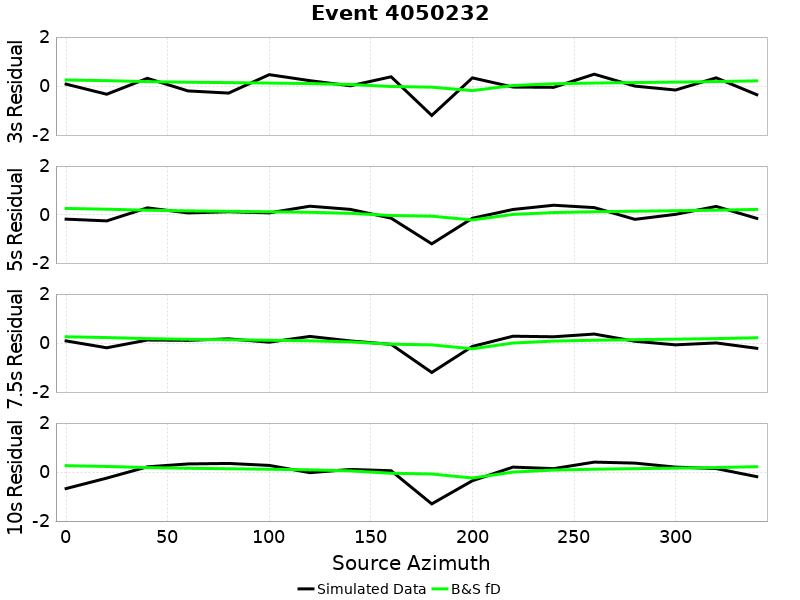 Event 4050232
3s Residual
2
0
-2
5s Residual
2
0
-2
7.5s Residual
2
0
-2
10s Residual
2
0
-2
0 50 100 150 200 250 300
Source Azimuth
Simulated Data B&S fD